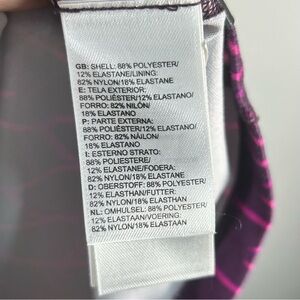 GB: SHELL: 88% POLYESTER/
12% ELASTANE/LINING:
82% NYLON/18% ELASTANE
E: TELA EXTERIOR:
88% POLIÉSTER/12% ELASTANO/
FORRO: 82% NILON/
18% ELASTANO
P: PARTE EXTERNA:
88% POLIÉSTER/12% ELASTANO/
FORRO: 82% NÁILON/
18% ELASTANO
I: ESTERNO STRATO: 88%
POLIESTERE/
12% ELASTANE/FODERA:
82% NYLON/18% ELASTANE
D: OBERSTOFF: 88% POLYESTER/
12% ELASTHAN/FUTTER:
82% NYLON/18% ELASTHAN
NL: OMHULSEL: 88% POLYESTER/
12% ELASTAAN/VOERING:
82% NYLON/18% ELASTAAN